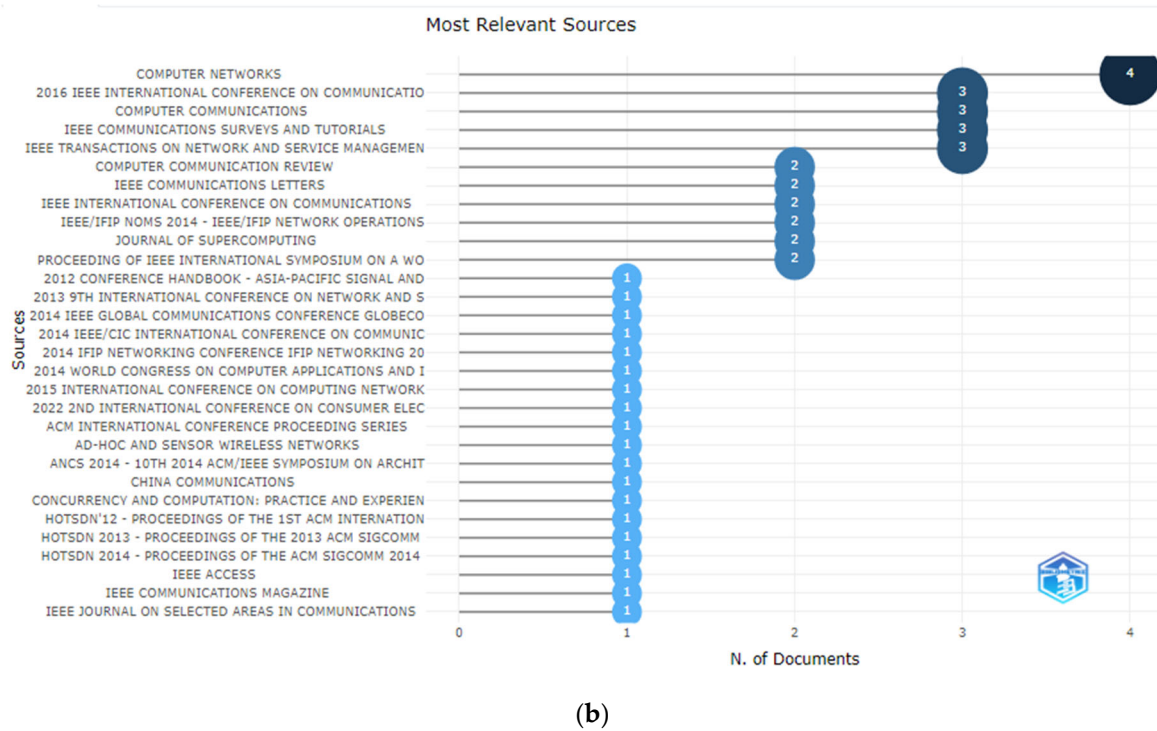 Most Relevant Sources
Sources
COMPUTER NETWORKS 4
2016 IEEE INTERNATIONAL CONFERENCE ON COMMUNICATIO 3
COMPUTER COMMUNICATIONS 3
IEEE COMMUNICATIONS SURVEYS AND TUTORIALS 3
IEEE TRANSACTIONS ON NETWORK AND SERVICE MANAGEMEN 3
COMPUTER COMMUNICATION REVIEW 2
IEEE COMMUNICATIONS LETTERS 2
IEEE INTERNATIONAL CONFERENCE ON COMMUNICATIONS 2
IEEE/IFIP NOMS 2014 - IEEE/IFIP NETWORK OPERATIONS 2
JOURNAL OF SUPERCOMPUTING 2
PROCEEDING OF IEEE INTERNATIONAL SYMPOSIUM ON A WO 2
2012 CONFERENCE HANDBOOK - ASIA-PACIFIC SIGNAL AND 1
2013 9TH INTERNATIONAL CONFERENCE ON NETWORK AND S 1
2014 IEEE GLOBAL COMMUNICATIONS CONFERENCE GLOBECO 1
2014 IEEE/CIC INTERNATIONAL CONFERENCE ON COMMUNIC 1
2014 IFIP NETWORKING CONFERENCE IFIP NETWORKING 20 1
2014 WORLD CONGRESS ON COMPUTER APPLICATIONS AND I 1
2015 INTERNATIONAL CONFERENCE ON COMPUTING NETWORK 1
2022 2ND INTERNATIONAL CONFERENCE ON CONSUMER ELEC 1
ACM INTERNATIONAL CONFERENCE PROCEEDING SERIES 1
AD-HOC AND SENSOR WIRELESS NETWORKS 1
ANCS 2014 - 10TH 2014 ACM/IEEE SYMPOSIUM ON ARCHIT 1
CHINA COMMUNICATIONS 1
CONCURRENCY AND COMPUTATION: PRACTICE AND EXPERIEN 1
HOTSDN'12 - PROCEEDINGS OF THE 1ST ACM INTERNATION 1
HOTSDN 2013 - PROCEEDINGS OF THE 2013 ACM SIGCOMM 1
HOTSDN 2014 - PROCEEDINGS OF THE ACM SIGCOMM 2014 1
IEEE ACCESS 1
IEEE COMMUNICATIONS MAGAZINE 1
IEEE JOURNAL ON SELECTED AREAS IN COMMUNICATIONS 1
0 1 2 3 4
N. of Documents
(b)